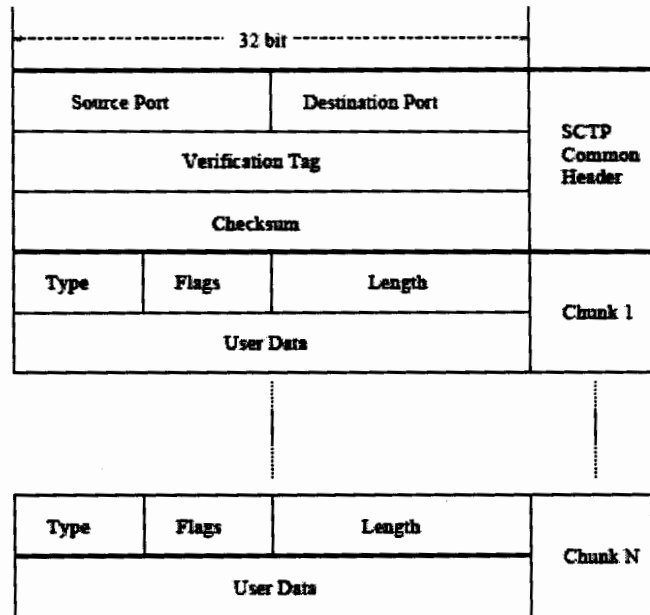 32 bit
Source Port
Destination Port
SCTP
Common
Header
Verification Tag
Checksum
Type
Flags
Length
Chunk 1
User Data
Type
Flags
Length
Chunk N
User Data